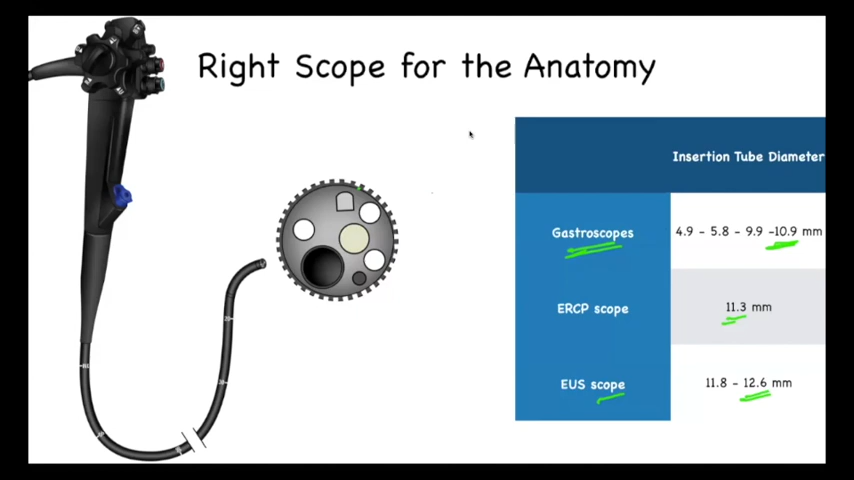 Right Scope for the Anatomy
Insertion Tube Diameter
Gastroscopes
4.9 - 5.8 - 9.9 -10.9 mm
ERCP scope
11.3 mm
EUS scope
11.8 - 12.6 mm